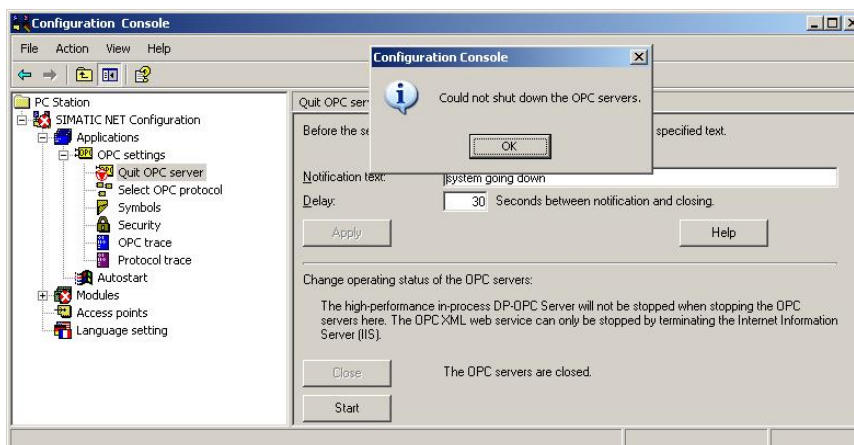 Configuration Console
File Action View Help
PC Station
SIMATIC NET Configuration
Applications
OPC settings
Quit OPC server
Select OPC protocol
Symbols
Security
OPC trace
Protocol trace
Autostart
Modules
Access points
Language setting
Quit OPC ser
Before the se
specified text.
Notification text:
system going down
Delay:
30 Seconds between notification and closing.
Apply
Help
Change operating status of the OPC servers:
The high-performance in-process DP-OPC Server will not be stopped when stopping the OPC
servers here. The OPC XML web service can only be stopped by terminating the Internet Information
Server (IIS).
Close
The OPC servers are closed.
Start
Configuration Console
Could not shut down the OPC servers.
OK